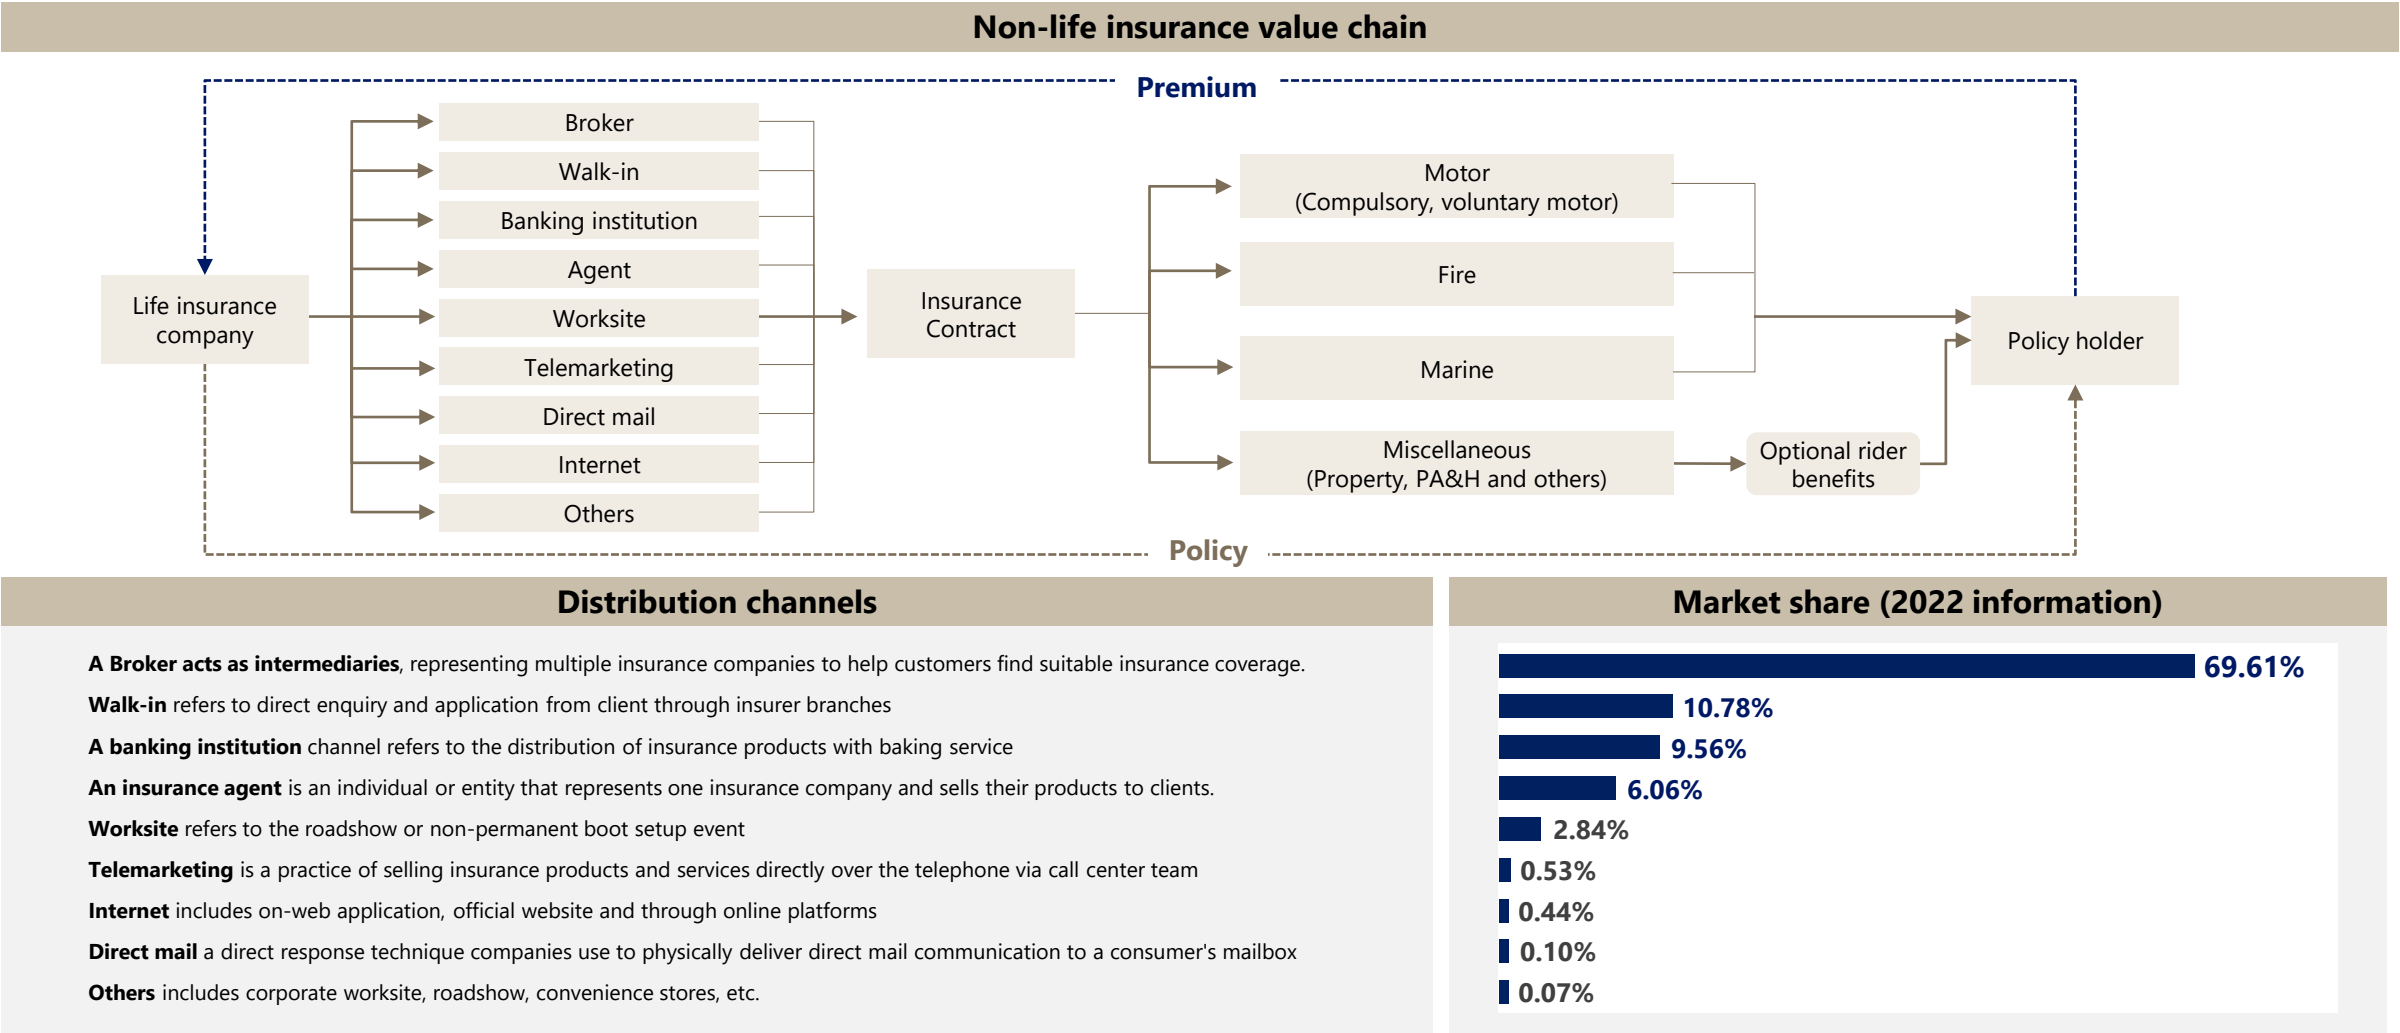 Non-life insurance value chain
Premium
Broker
Walk-in
Banking institution
Agent
Worksite
Telemarketing
Direct mail
Internet
Others
Life insurance
company
Insurance
Contract
Motor
(Compulsory, voluntary motor)
Fire
Marine
Miscellaneous
(Property, PA&H and others)
Optional rider
benefits
Policy holder
Policy
Distribution channels
A Broker acts as intermediaries, representing multiple insurance companies to help customers find suitable insurance coverage.
Walk-in refers to direct enquiry and application from client through insurer branches
A banking institution channel refers to the distribution of insurance products with baking service
An insurance agent is an individual or entity that represents one insurance company and sells their products to clients.
Worksite refers to the roadshow or non-permanent boot setup event
Telemarketing is a practice of selling insurance products and services directly over the telephone via call center team
Internet includes on-web application, official website and through online platforms
Direct mail a direct response technique companies use to physically deliver direct mail communication to a consumer's mailbox
Others includes corporate worksite, roadshow, convenience stores, etc.
Market share (2022 information)
69.61%
10.78%
9.56%
6.06%
2.84%
0.53%
0.44%
0.10%
0.07%